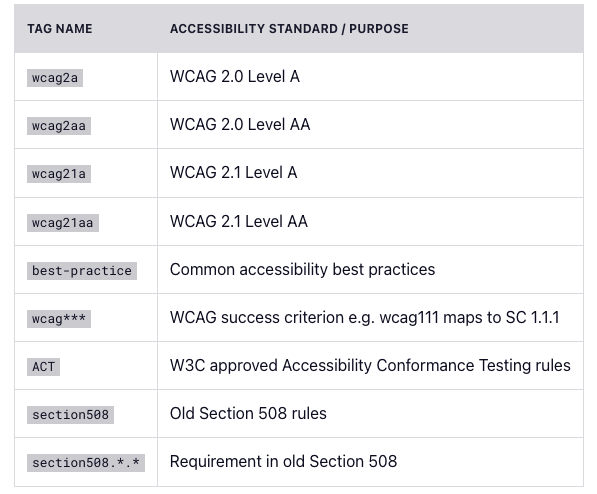 TAG NAME ACCESSIBILITY STANDARD / PURPOSE
wcag2a WCAG 2.0 Level A
wcag2aa WCAG 2.0 Level AA
wcag21a WCAG 2.1 Level A
wcag21aa WCAG 2.1 Level AA
best-practice Common accessibility best practices
wcag*** WCAG success criterion e.g. wcag111 maps to SC 1.1.1
ACT W3C approved Accessibility Conformance Testing rules
section508 Old Section 508 rules
section508.*.* Requirement in old Section 508